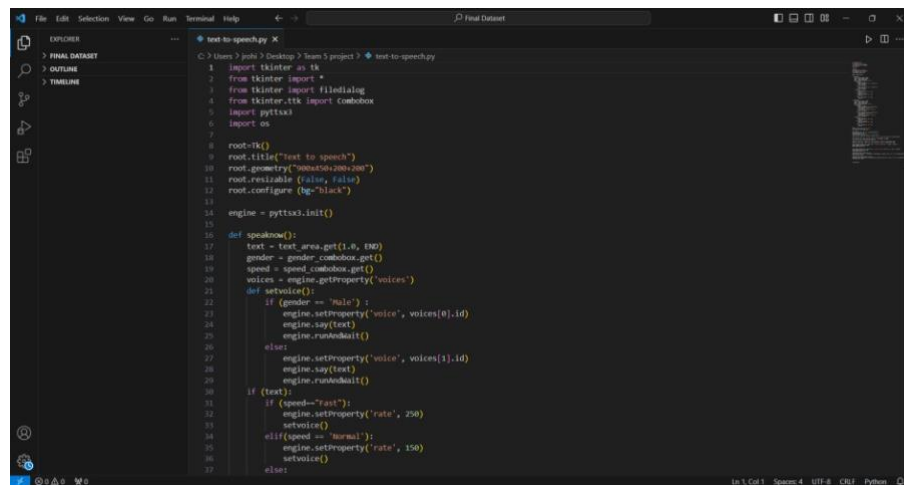 File Edit Selection View Go Run Terminal Help
Final Dataset
EXPLORER
FINAL DATASET
OUTLINE
TIMELINE
text-to-speech.py
C: > Users > jrohi > Desktop > Team 5 project > text-to-speech.py
1 import tkinter as tk
2 from tkinter import *
3 from tkinter import filedialog
4 from tkinter.ttk import Combobox
5 import pyttsx3
6 import os
7
8 root=Tk()
9 root.title("Text to speech")
10 root.geometry("900x450+200+200")
11 root.resizable (False, False)
12 root.configure (bg="black")
13
14 engine = pyttsx3.init()
15
16 def speaknow():
17 text = text_area.get(1.0, END)
18 gender = gender_combobox.get()
19 speed = speed_combobox.get()
20 voices = engine.getProperty('voices')
21 def setvoice():
22 if (gender == 'Male') :
23 engine.setProperty('voice', voices[0].id)
24 engine.say(text)
25 engine.runAndWait()
26 else:
27 engine.setProperty('voice', voices[1].id)
28 engine.say(text)
29 engine.runAndWait()
30 if (text):
31 if (speed=="Fast"):
32 engine.setProperty('rate', 250)
33 setvoice()
34 elif(speed == 'Normal'):
35 engine.setProperty('rate', 150)
36 setvoice()
37 else:
0 0 0
Ln 1, Col 1 Spaces: 4 UTF-8 CRLF Python